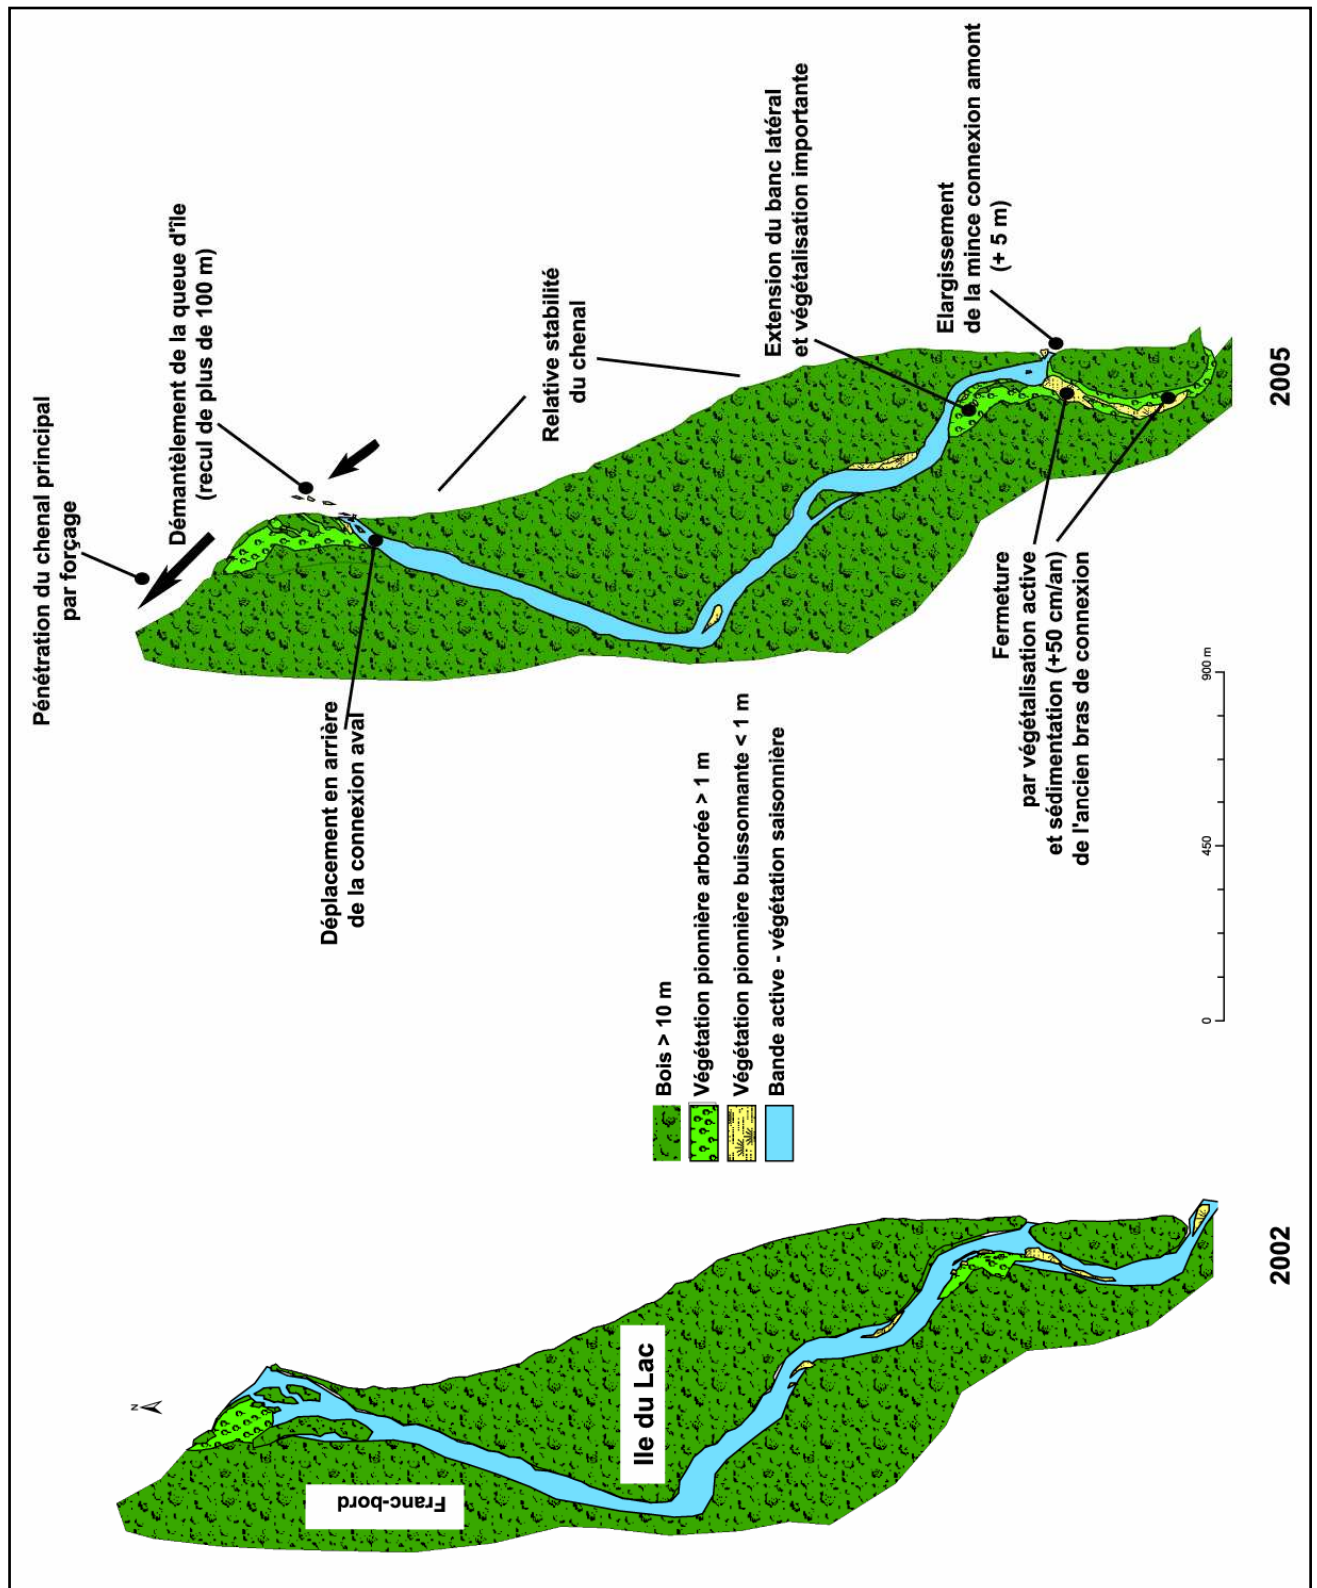 Pénétration du chenal principal
par forçage
Démantèlement de la queue d'île
(recul de plus de 100 m)
Relative stabilité
du chenal
Extension du banc latéral
et végétalisation importante
Elargissement
de la mince connexion amont
(+ 5 m)
Déplacement en arrière
de la connexion aval
Fermeture
par végétalisation active
et sédimentation (+50 cm/an)
de l'ancien bras de connexion
2005
Bois > 10 m
Végétation pionnière arborée > 1 m
Végétation pionnière buissonnante < 1 m
Bande active - végétation saisonnière
0
450
900 m
N
Franc-bord
Ile du Lac
2002